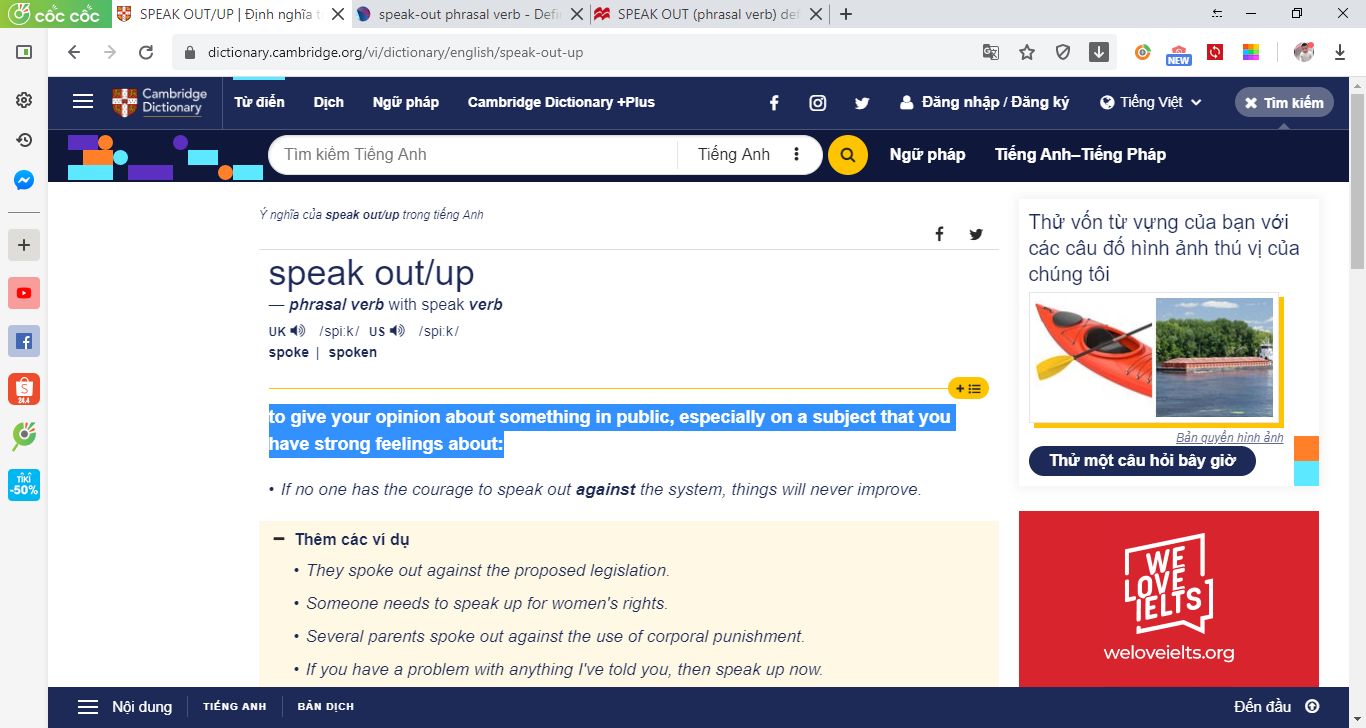 cốc cốc
SPEAK OUT/UP | Định nghĩa t
speak-out phrasal verb - Defi
SPEAK OUT (phrasal verb) def
dictionary.cambridge.org/vi/dictionary/english/speak-out-up
NEW
Cambridge
Dictionary
Từ điển
Dịch
Ngữ pháp
Cambridge Dictionary +Plus
Đăng nhập / Đăng ký
Tiếng Việt
Tìm kiếm
Tìm kiếm Tiếng Anh
Tiếng Anh
Ngữ pháp
Tiếng Anh–Tiếng Pháp
Ý nghĩa của speak out/up trong tiếng Anh
speak out/up
— phrasal verb with speak verb
UK /spiːk/ US /spiːk/
spoke | spoken
to give your opinion about something in public, especially on a subject that you
have strong feelings about:
• If no one has the courage to speak out against the system, things will never improve.
Thêm các ví dụ
• They spoke out against the proposed legislation.
• Someone needs to speak up for women's rights.
• Several parents spoke out against the use of corporal punishment.
• If you have a problem with anything I've told you, then speak up now.
Thử vốn từ vựng của bạn với
các câu đố hình ảnh thú vị của
chúng tôi
Bản quyền hình ảnh
Thử một câu hỏi bây giờ
WE
LOVE
IELTS
weloveielts.org
24.4
TIKI
-50%
Nội dung
TIẾNG ANH
BẢN DỊCH
Đến đầu